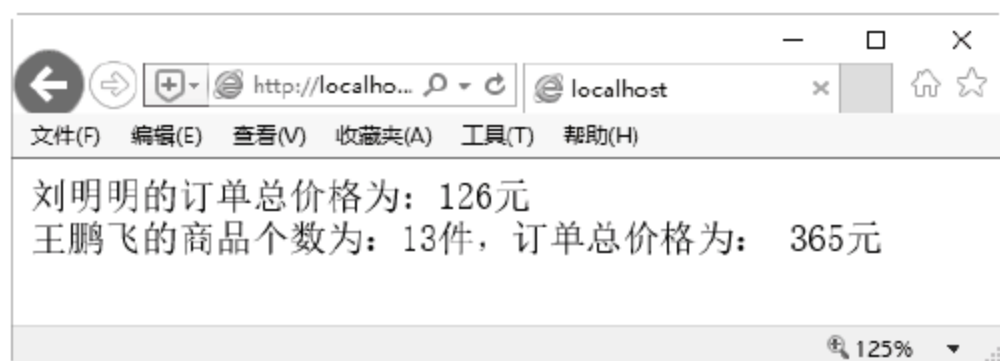 http://localho...
localhost
文件(F) 编辑(E) 查看(V) 收藏夹(A) 工具(T) 帮助(H)
刘明明的订单总价格为：126元
王鹏飞的商品个数为：13件，订单总价格为： 365元
125%